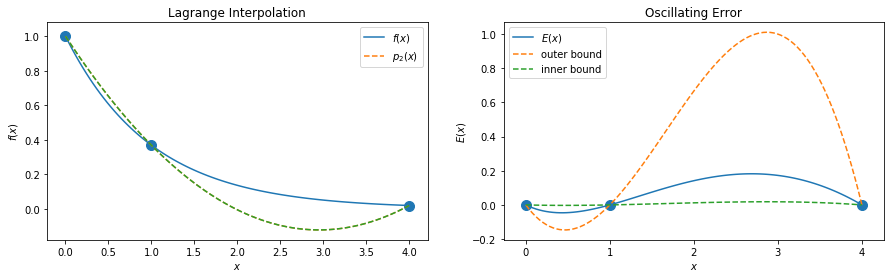 Lagrange Interpolation
f(x)
p₂(x)
1.0
0.8
0.6
0.4
0.2
0.0
f(x)
0.0 0.5 1.0 1.5 2.0 2.5 3.0 3.5 4.0
x
Oscillating Error
E(x)
outer bound
inner bound
1.0
0.8
0.6
0.4
0.2
0.0
−0.2
E(x)
0 1 2 3 4
x